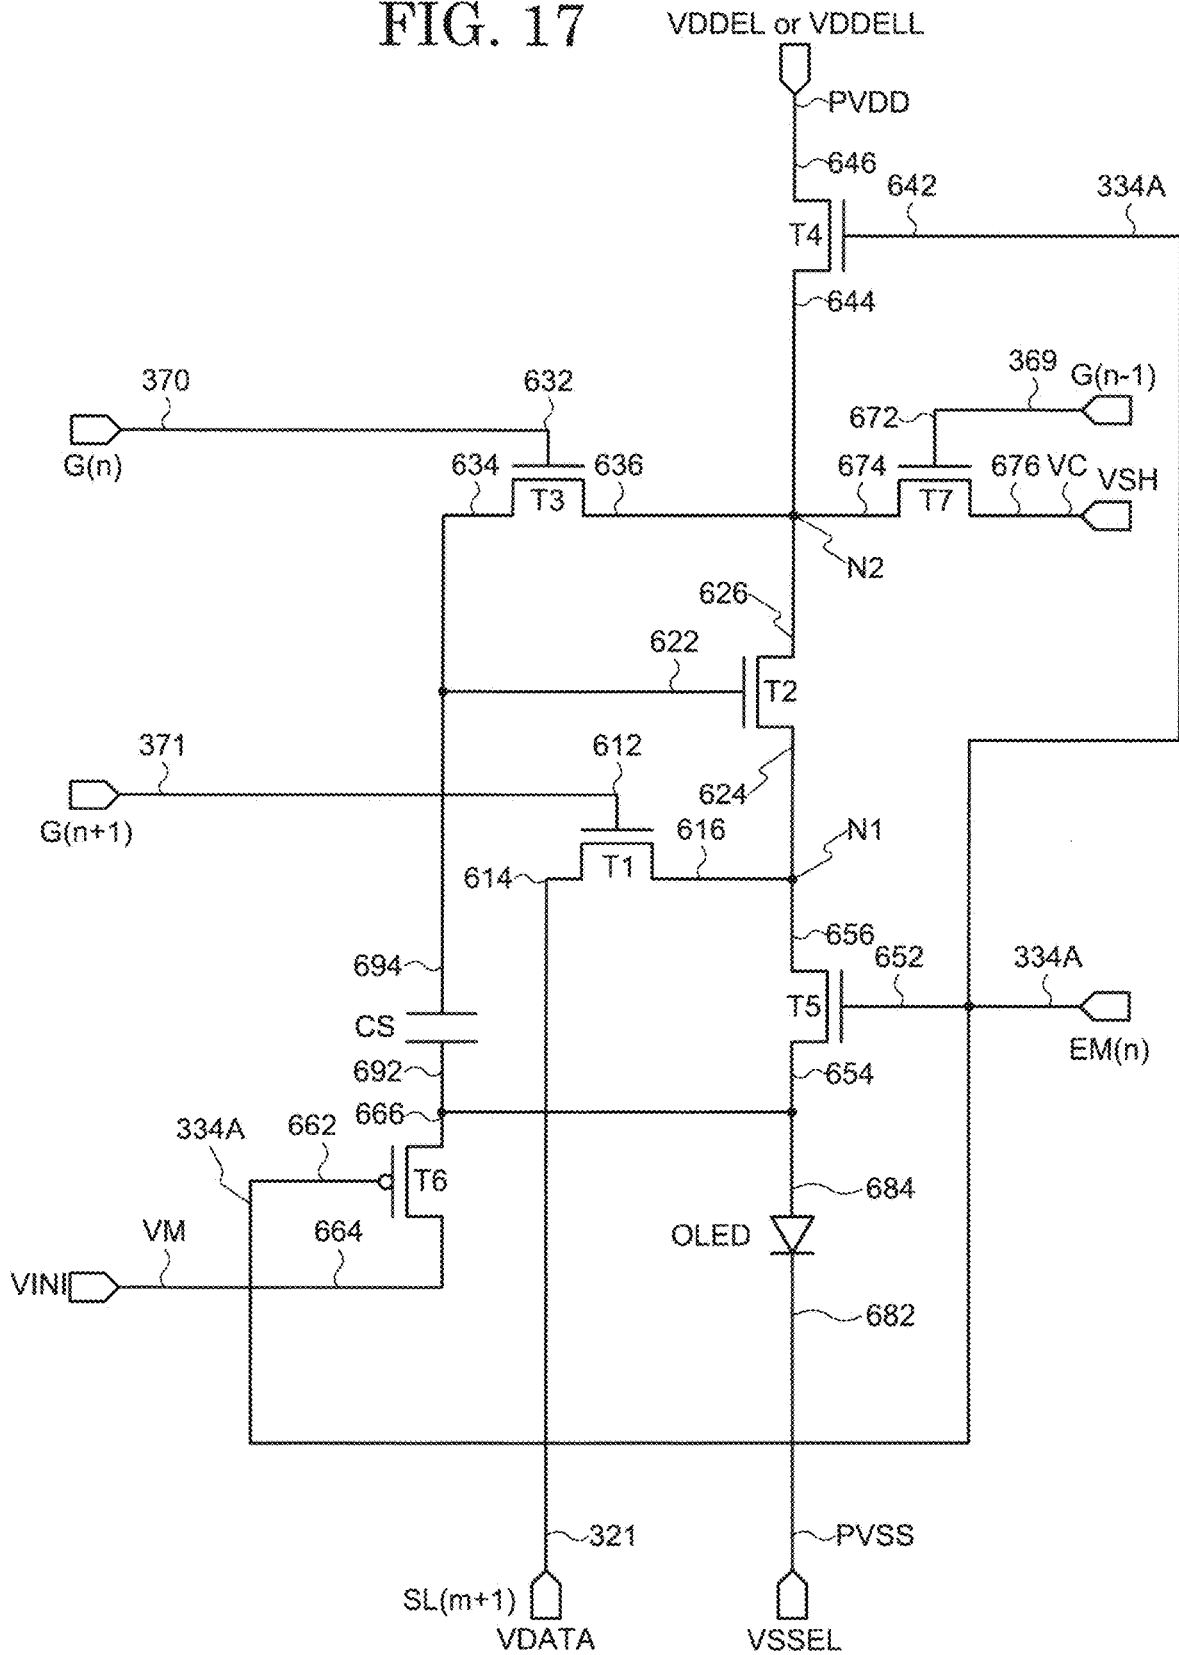 FIG. 17
VDDEL or VDDELL
PVDD
646
642
334A
T4
644
370
632
369
G(n-1)
672
G(n)
634
636
674
676
VC
VSH
T3
T7
N2
626
622
T2
371
612
624
G(n+1)
616
N1
614
T1
656
694
652
334A
CS
T5
EM(n)
692
654
666
334A
662
T6
684
VM
664
OLED
VINI
682
321
PVSS
SL(m+1)
VDATA
VSSEL